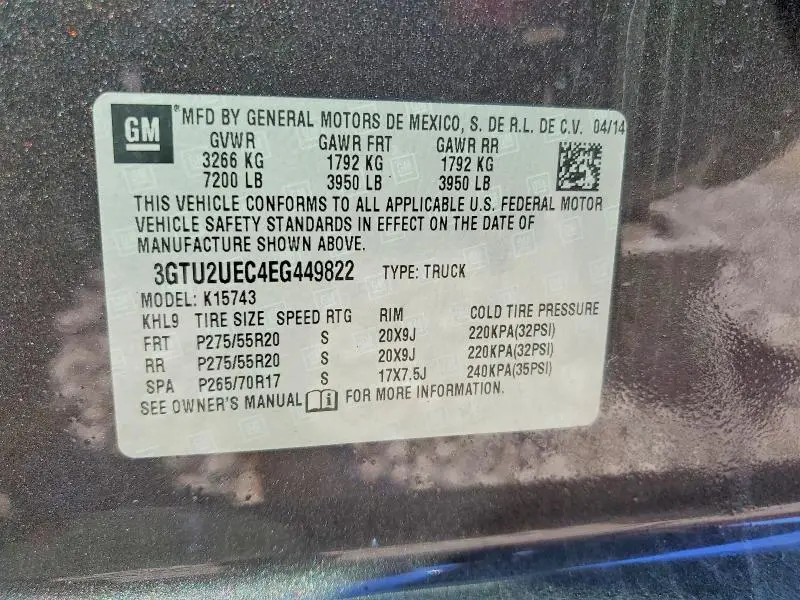 GM
® MFD BY GENERAL MOTORS DE MEXICO, S. DE R.L. DE C.V. 04/14
GVWR GAWR FRT GAWR RR
3266 KG 1792 KG 1792 KG
7200 LB 3950 LB 3950 LB
THIS VEHICLE CONFORMS TO ALL APPLICABLE U.S. FEDERAL MOTOR
VEHICLE SAFETY STANDARDS IN EFFECT ON THE DATE OF
MANUFACTURE SHOWN ABOVE.
3GTU2UEC4EG449822 TYPE: TRUCK
MODEL: K15743
KHL9 TIRE SIZE SPEED RTG RIM COLD TIRE PRESSURE
FRT P275/55R20 S 20X9J 220KPA(32PSI)
RR P275/55R20 S 20X9J 220KPA(32PSI)
SPA P265/70R17 S 17X7.5J 240KPA(35PSI)
SEE OWNER'S MANUAL i FOR MORE INFORMATION.